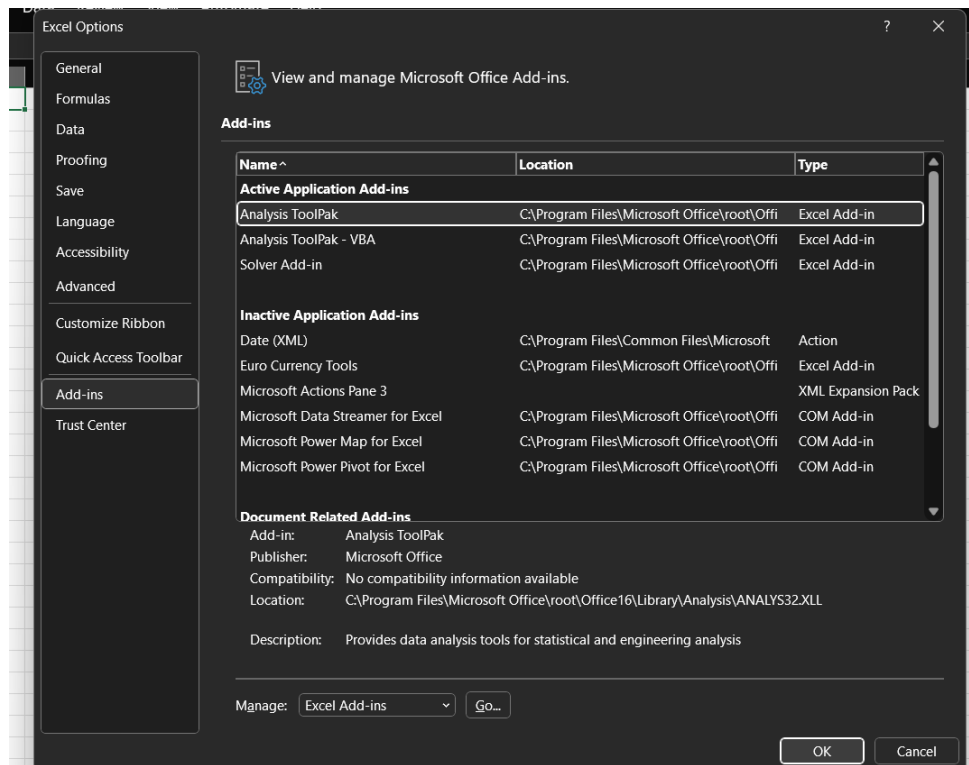 Excel Options ?
General
Formulas
Data
Proofing
Save
Language
Accessibility
Advanced
Customize Ribbon
Quick Access Toolbar
Add-ins
Trust Center
View and manage Microsoft Office Add-ins.
Add-ins
Name Location Type
Active Application Add-ins
Analysis ToolPak C:\Program Files\Microsoft Office\root\Offi Excel Add-in
Analysis ToolPak - VBA C:\Program Files\Microsoft Office\root\Offi Excel Add-in
Solver Add-in C:\Program Files\Microsoft Office\root\Offi Excel Add-in
Inactive Application Add-ins
Date (XML) C:\Program Files\Common Files\Microsoft Action
Euro Currency Tools C:\Program Files\Microsoft Office\root\Offi Excel Add-in
Microsoft Actions Pane 3 XML Expansion Pack
Microsoft Data Streamer for Excel C:\Program Files\Microsoft Office\root\Offi COM Add-in
Microsoft Power Map for Excel C:\Program Files\Microsoft Office\root\Offi COM Add-in
Microsoft Power Pivot for Excel C:\Program Files\Microsoft Office\root\Offi COM Add-in
Document Related Add-ins
Add-in: Analysis ToolPak
Publisher: Microsoft Office
Compatibility: No compatibility information available
Location: C:\Program Files\Microsoft Office\root\Office16\Library\Analysis\ANALYS32.XLL
Description: Provides data analysis tools for statistical and engineering analysis
Manage: Excel Add-ins Go...
OK Cancel